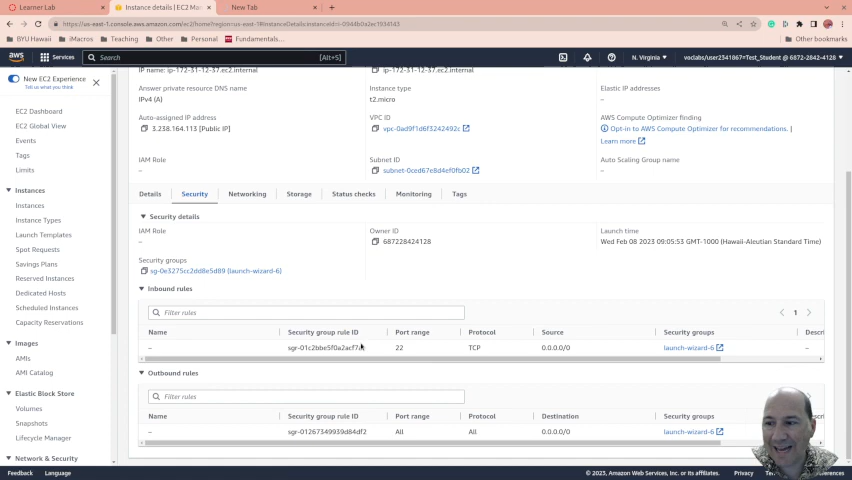 Learner Lab
Instance details | EC2 Man
New Tab
https://us-east-1.console.aws.amazon.com/ec2/home?region=us-east-1#InstanceDetails:instanceId=i-0944b0a2ec1934143
BYU Hawaii
iMacros
Teaching
Other
Personal
Fundamentals...
Other bookmarks
aws
Services
Search
[Alt+S]
N. Virginia
voclabs/user2341067=Test_Student @ 6872-2842-4128
New EC2 Experience
Tell us what you think
EC2 Dashboard
EC2 Global View
Events
Tags
Limits
Instances
Instances
Instance Types
Launch Templates
Spot Requests
Savings Plans
Reserved Instances
Dedicated Hosts
Scheduled Instances
Capacity Reservations
Images
AMIs
AMI Catalog
Elastic Block Store
Volumes
Snapshots
Lifecycle Manager
Network & Security
IP name: ip-172-31-12-37.ec2.internal
ip-172-31-12-37.ec2.internal
Answer private resource DNS name
Instance type
Elastic IP addresses
IPv4 (A)
t2.micro
–
Auto-assigned IP address
VPC ID
AWS Compute Optimizer finding
3.238.164.113 [Public IP]
vpc-0ad9f1d6f3242492c
Opt-in to AWS Compute Optimizer for recommendations. |
Learn more
IAM Role
Subnet ID
Auto Scaling Group name
–
subnet-0ced67e8d4ef0fb02
–
Details
Security
Networking
Storage
Status checks
Monitoring
Tags
Security details
IAM Role
Owner ID
Launch time
–
687228424128
Wed Feb 08 2023 09:05:53 GMT-1000 (Hawaii-Aleutian Standard Time)
Security groups
sg-0e3275cc2dd8e5d89 (launch-wizard-6)
Inbound rules
Filter rules
1
Name
Security group rule ID
Port range
Protocol
Source
Security groups
Descri
–
22
TCP
0.0.0.0/0
launch-wizard-6
–
Outbound rules
Filter rules
Name
Security group rule ID
Port range
Protocol
Destination
Security groups
–
sgr-01267349939d84df2
All
All
0.0.0.0/0
launch-wizard-6
Feedback
Language
© 2023, Amazon Web Services, Inc. or its affiliates.
Privacy